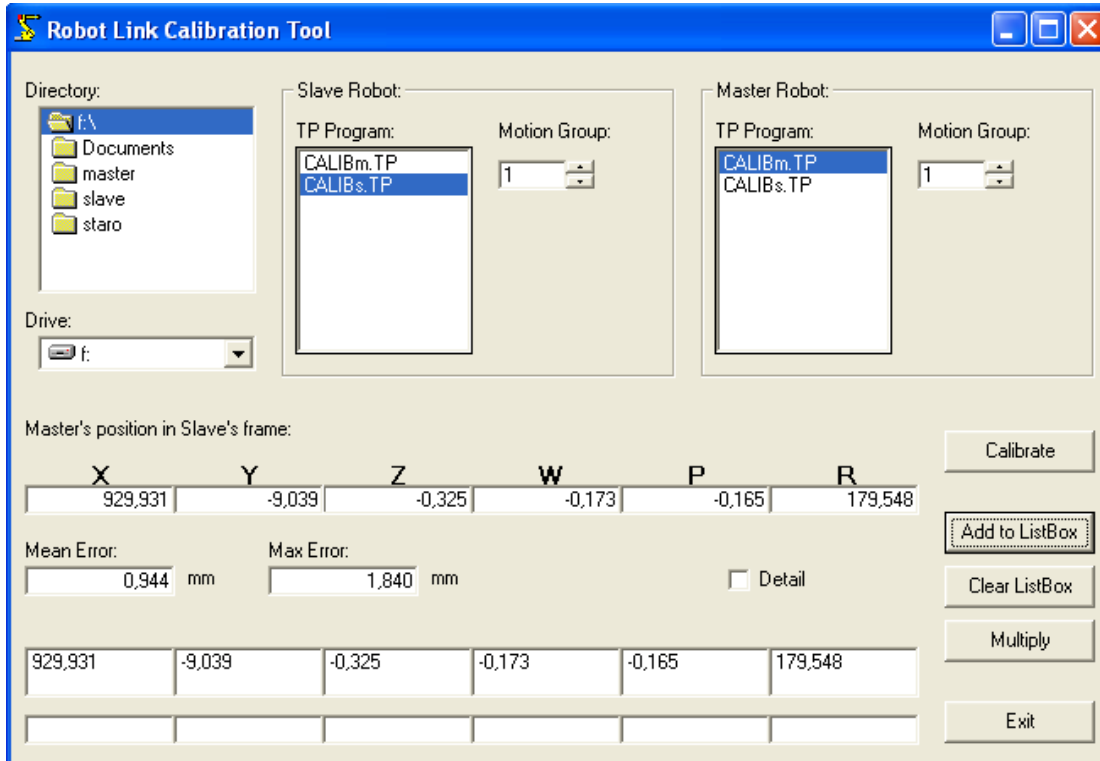 Robot Link Calibration Tool
Directory:
f:\
Documents
master
slave
staro
Drive:
f:
Slave Robot:
TP Program:
CALIBm.TP
CALIBs.TP
Motion Group:
1
Master Robot:
TP Program:
CALIBm.TP
CALIBs.TP
Motion Group:
1
Master's position in Slave's frame:
X Y Z W P R
929,931 -9,039 -0,325 -0,173 -0,165 179,548
Mean Error:
0,944 mm
Max Error:
1,840 mm
Detail
929,931 -9,039 -0,325 -0,173 -0,165 179,548
Calibrate
Add to ListBox
Clear ListBox
Multiply
Exit